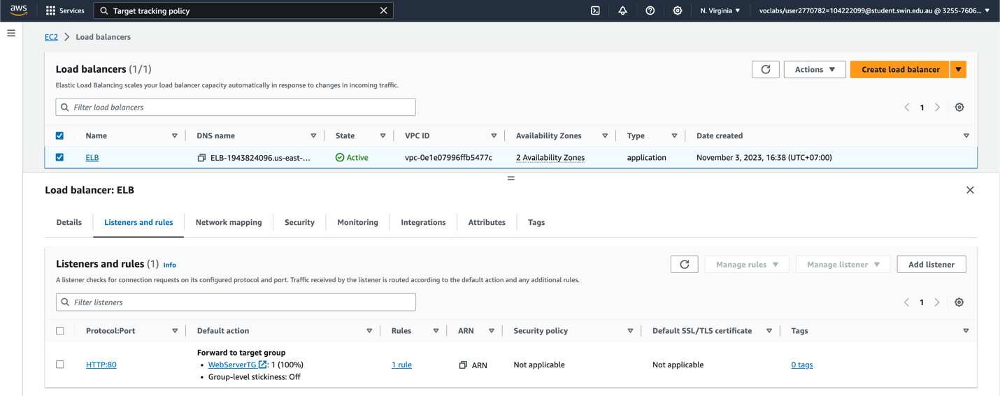 aws Services Target tracking policy N. Virginia voclabs/user2770782=104222099@student.swin.edu.au @ 3255-7606...
EC2 Load balancers
Load balancers (1/1) Actions Create load balancer
Elastic Load Balancing scales your load balancer capacity automatically in response to changes in incoming traffic.
Filter load balancers 1
Name DNS name State VPC ID Availability Zones Type Date created
ELB ELB-1943824096.us-east-... Active vpc-0e1e07996ffb5477c 2 Availability Zones application November 3, 2023, 16:38 (UTC+07:00)
Load balancer: ELB
Details Listeners and rules Network mapping Security Monitoring Integrations Attributes Tags
Listeners and rules (1) Info Manage rules Manage listener Add listener
A listener checks for connection requests on its configured protocol and port. Traffic received by the listener is routed according to the default action and any additional rules.
Filter listeners 1
Protocol:Port Default action Rules ARN Security policy Default SSL/TLS certificate Tags
Forward to target group
HTTP:80 • WebServerTG : 1 (100%) 1 rule ARN Not applicable Not applicable 0 tags
• Group-level stickiness: Off